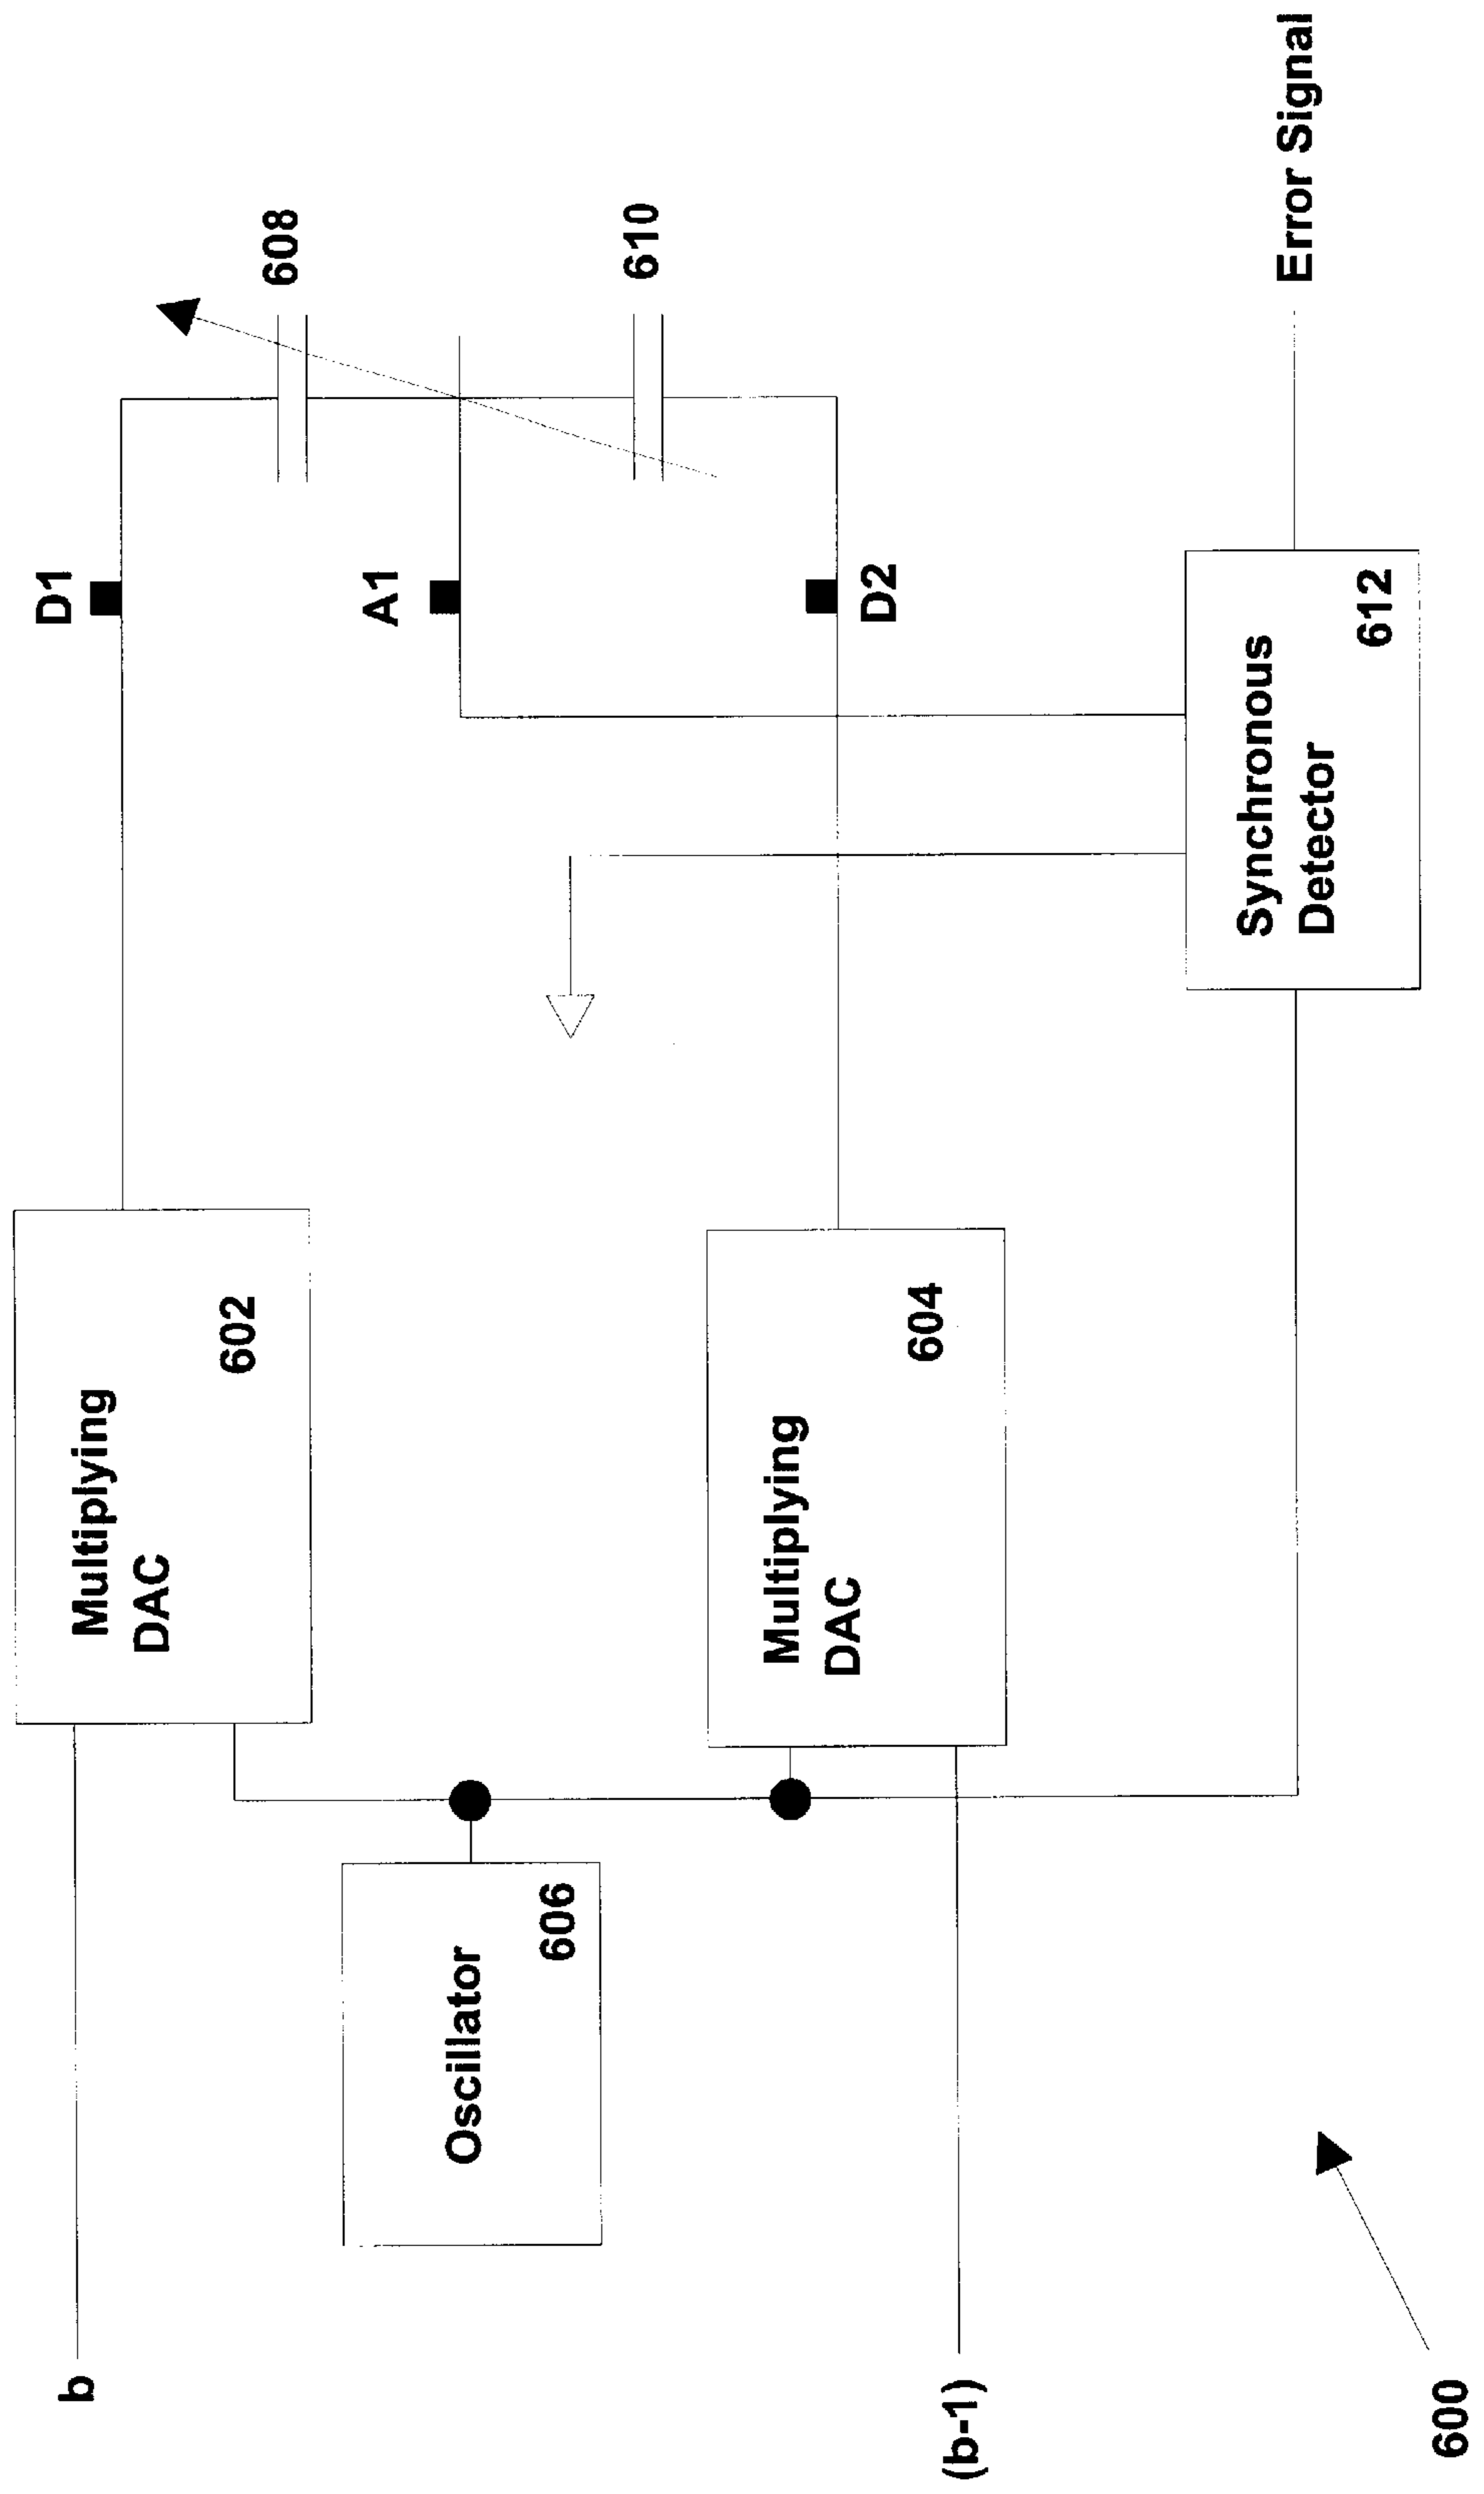 b
Multiplying
DAC
602
D1
608
Oscillator
606
A1
610
(b-1)
Multiplying
DAC
604
D2
Synchronous
Detector
612
Error Signal
600